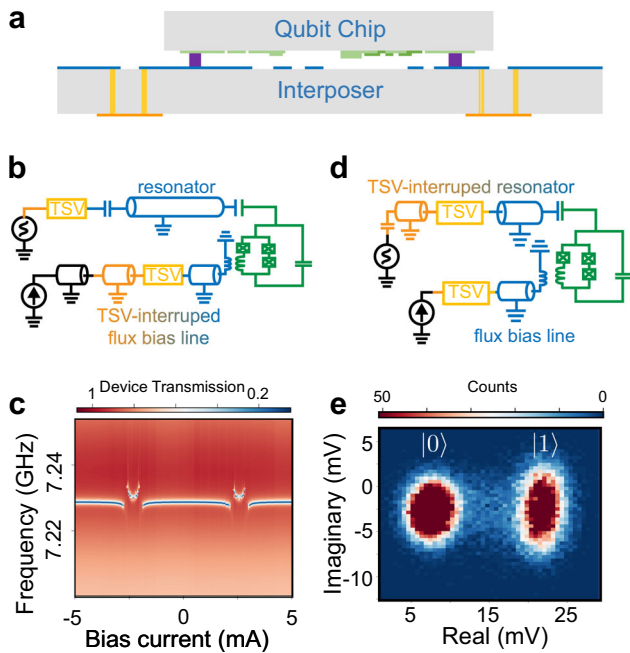 a
Qubit Chip
Interposer
b
resonator
TSV
TSV
TSV-interruped
flux bias line
d
TSV-interruped resonator
TSV
TSV
flux bias line
c
Device Transmission
1
0.2
Frequency (GHz)
7.24
7.22
-5
0
5
Bias current (mA)
e
Counts
50
0
|0⟩
|1⟩
Imaginary (mV)
5
0
-5
-10
5
15
25
Real (mV)